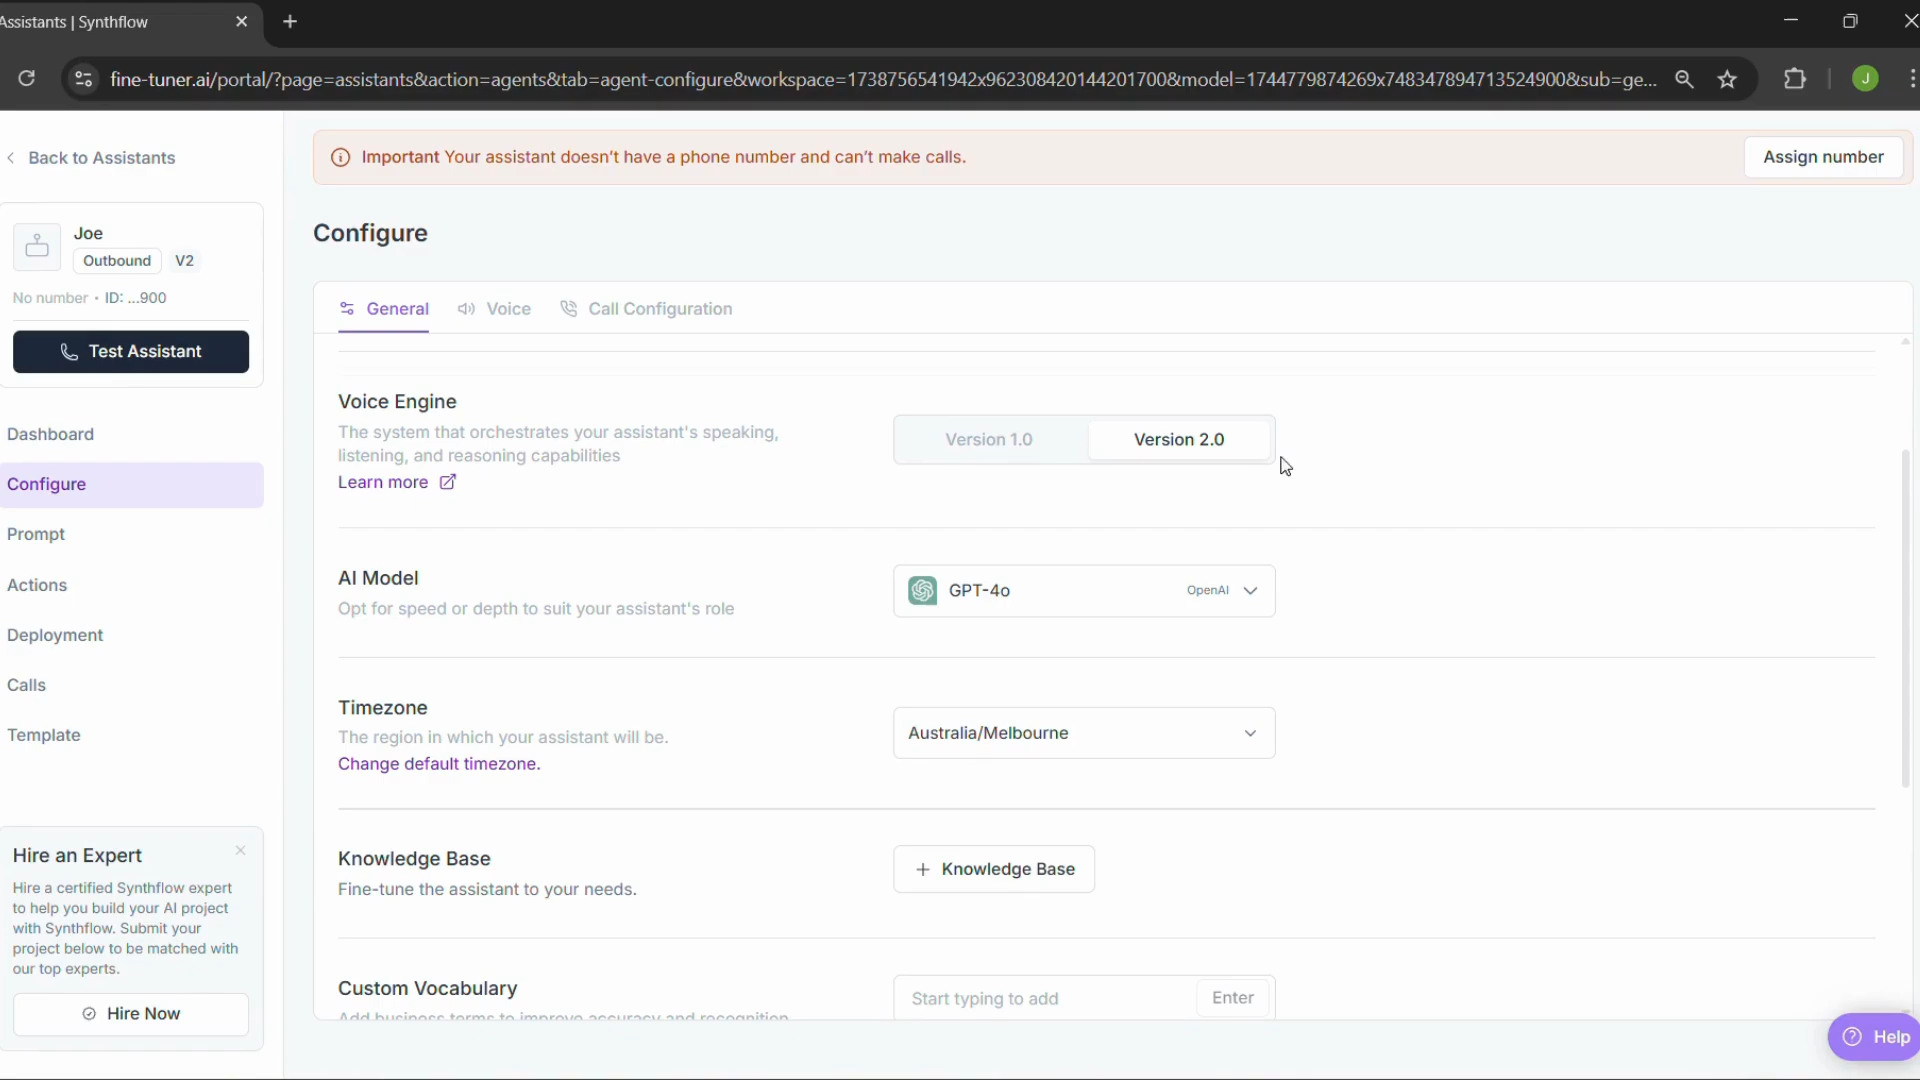 Assistants | Synthflow
fine-tuner.ai/portal/?page=assistants&action=agents&tab=agent-configure&workspace=1738756541942x962308420144201700&model=1744779874269x748347894713524900&sub=ge...
J
Back to Assistants
Important Your assistant doesn't have a phone number and can't make calls.
Assign number
Joe
Outbound V2
No number • ID: ...900
Test Assistant
Dashboard
Configure
Prompt
Actions
Deployment
Calls
Template
Hire an Expert
Hire a certified Synthflow expert
to help you build your AI project
with Synthflow. Submit your
project below to be matched with
our top experts.
Hire Now
Configure
General Voice Call Configuration
Voice Engine
The system that orchestrates your assistant's speaking,
listening, and reasoning capabilities
Learn more
Version 1.0 Version 2.0
AI Model
Opt for speed or depth to suit your assistant's role
GPT-4o OpenAI
Timezone
The region in which your assistant will be.
Change default timezone.
Australia/Melbourne
Knowledge Base
Fine-tune the assistant to your needs.
+ Knowledge Base
Custom Vocabulary
Add business terms to improve accuracy and recognition
Start typing to add Enter
Help